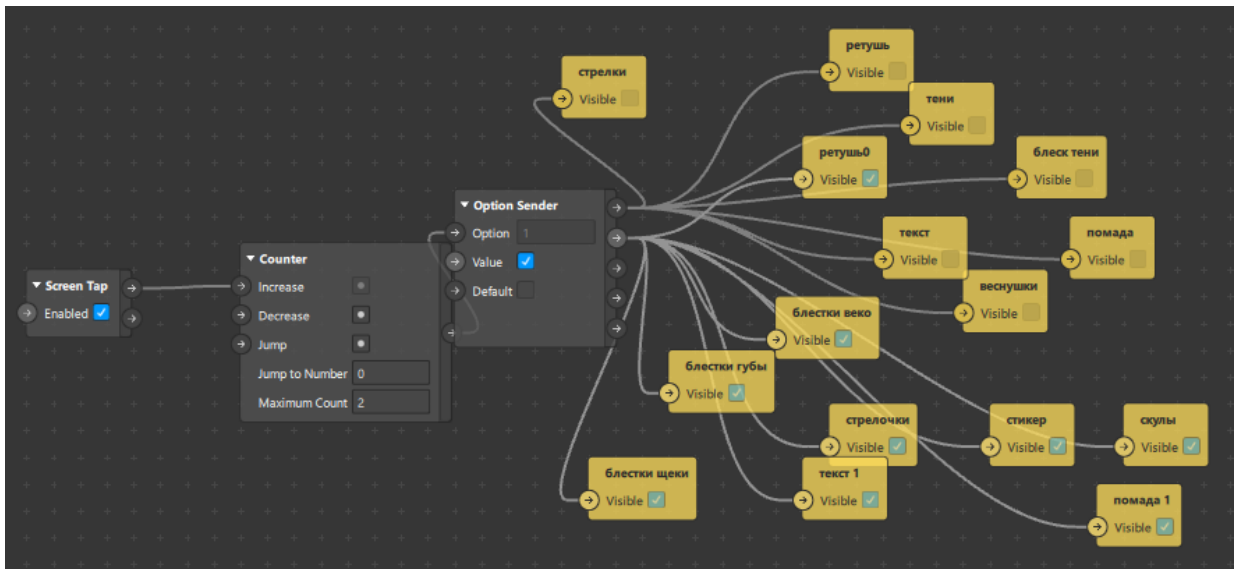 ретушь
Visible
стрелки
Visible
тени
Visible
ретушь0
Visible
блеск тени
Visible
Option Sender
Option 1
Value
Default
текст
Visible
помада
Visible
Counter
Increase
Decrease
Jump
Jump to Number 0
Maximum Count 2
Screen Tap
Enabled
веснушки
Visible
блестки веко
Visible
блестки губы
Visible
стрелочки
Visible
стикер
Visible
скулы
Visible
блестки щеки
Visible
текст 1
Visible
помада 1
Visible